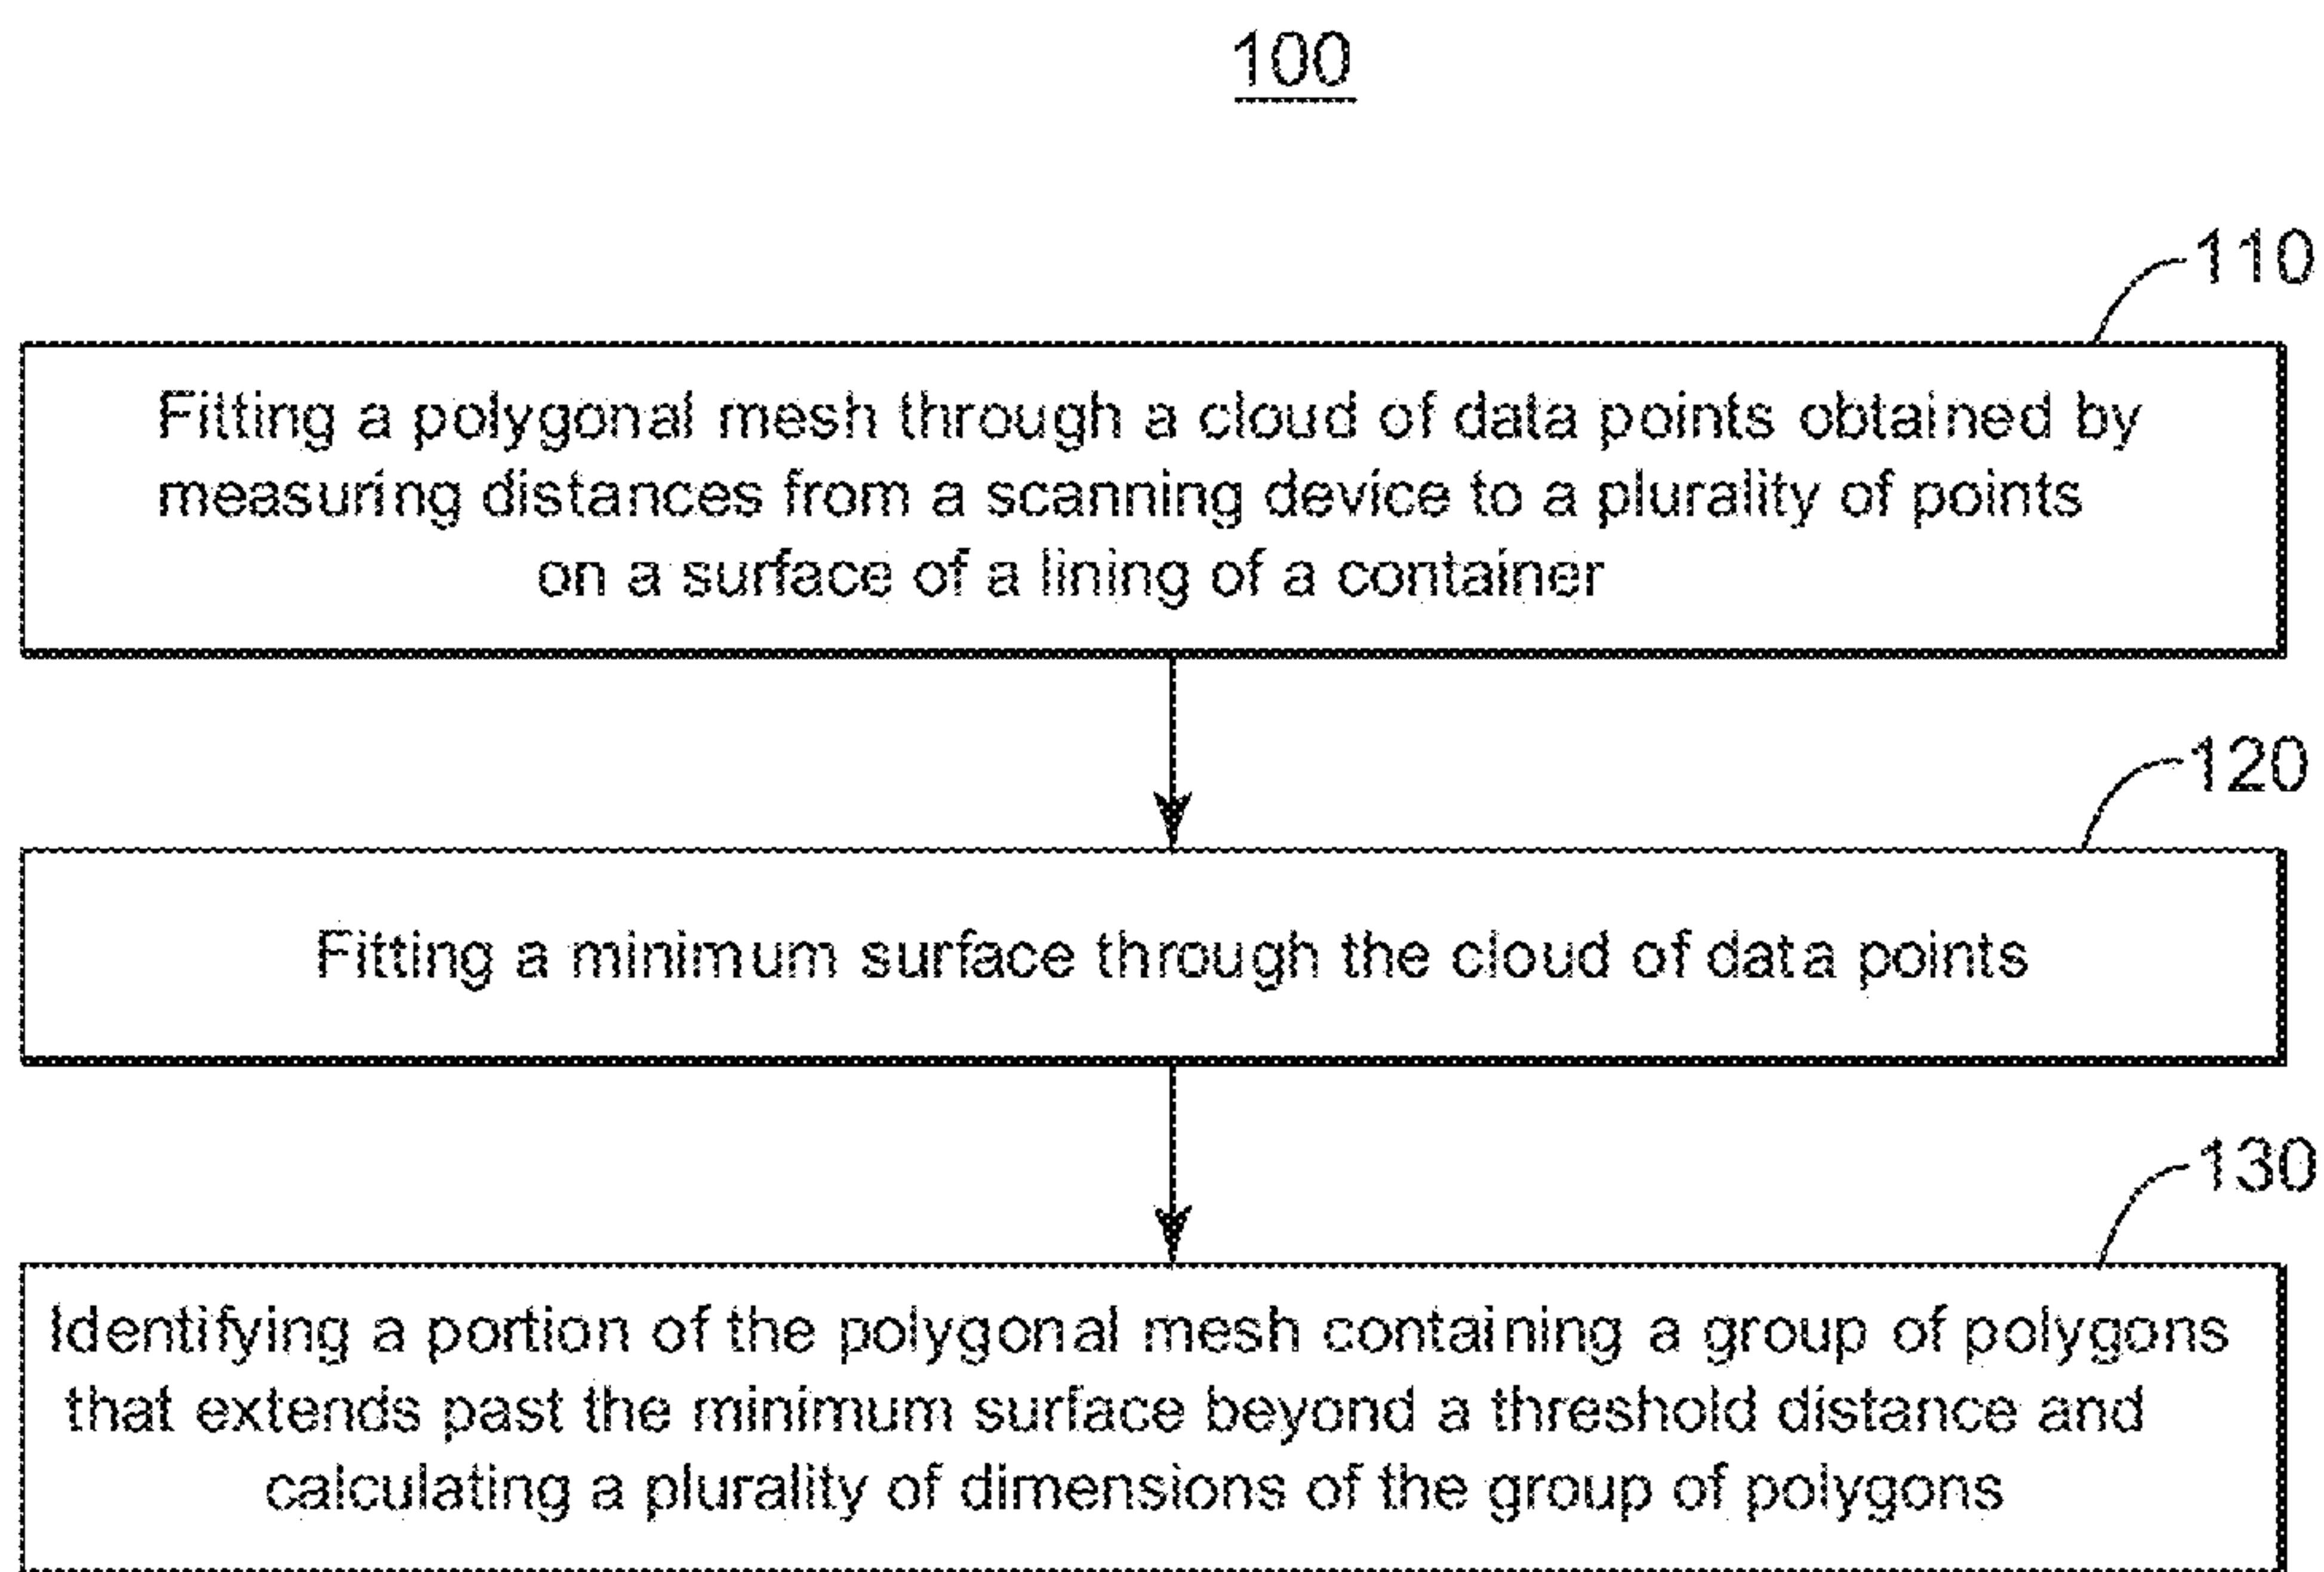 100
110
Fitting a polygonal mesh through a cloud of data points obtained by
measuring distances from a scanning device to a plurality of points
on a surface of a lining of a container
120
Fitting a minimum surface through the cloud of data points
130
Identifying a portion of the polygonal mesh containing a group of polygons
that extends past the minimum surface beyond a threshold distance and
calculating a plurality of dimensions of the group of polygons